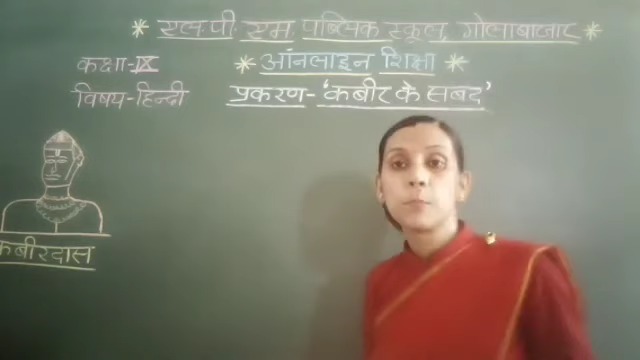 * एल.पी. एम. पब्लिक स्कूल, गोलाबाजार *
कक्षा-IX
* ऑनलाइन शिक्षा *
विषय-हिन्दी
प्रकरण-'कबीर के सबद'
कबीरदास